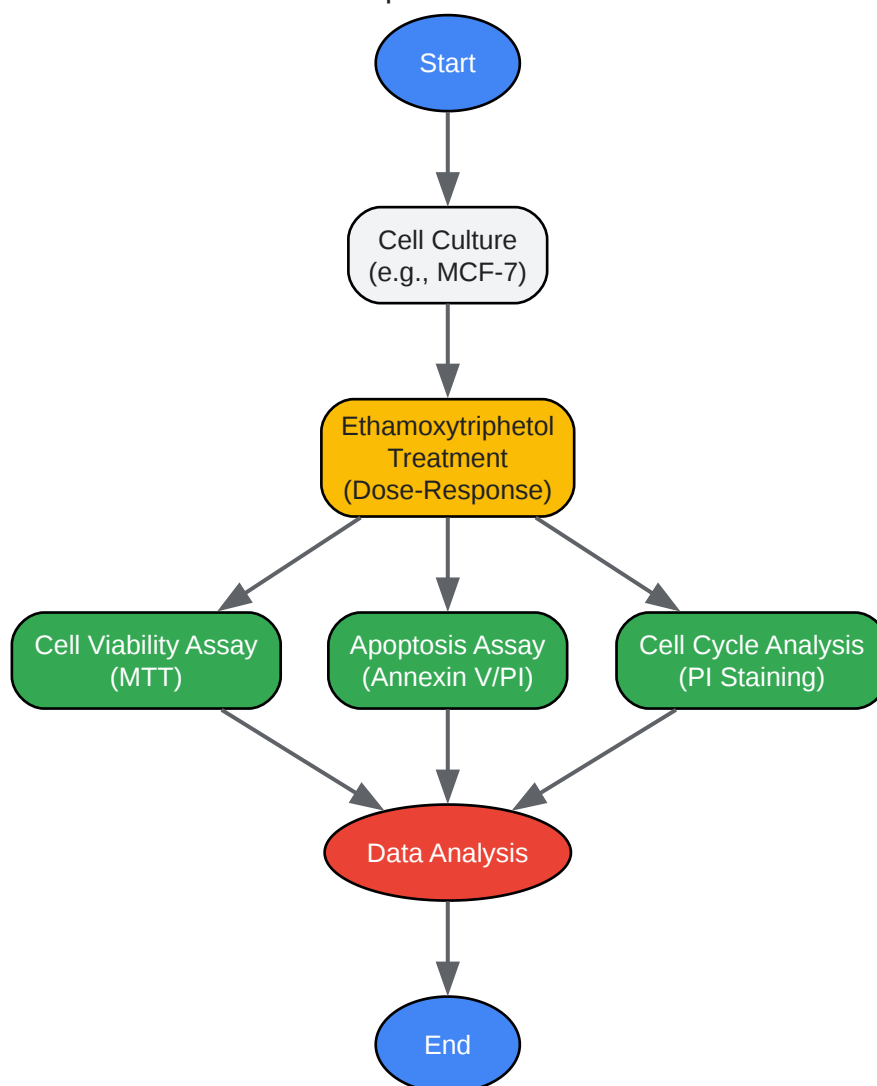 Start
Cell Culture
(e.g., MCF-7)
Ethamoxytriphetol
Treatment
(Dose-Response)
Cell Viability Assay
(MTT)
Apoptosis Assay
(Annexin V/PI)
Cell Cycle Analysis
(PI Staining)
Data Analysis
End